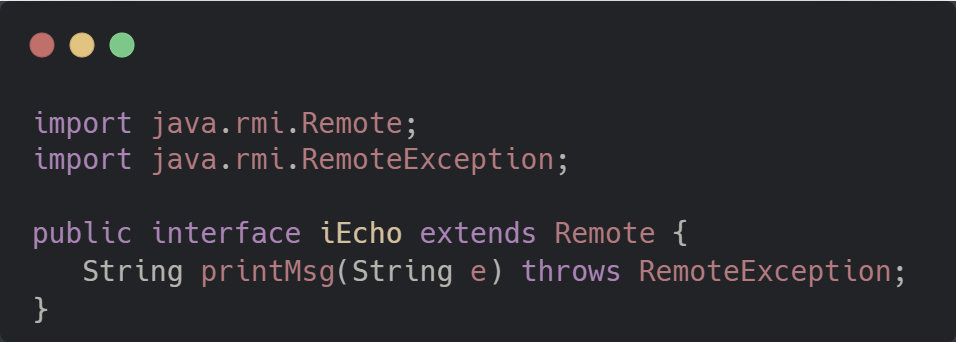 import java.rmi.Remote;
import java.rmi.RemoteException;

public interface iEcho extends Remote {
   String printMsg(String e) throws RemoteException;
}